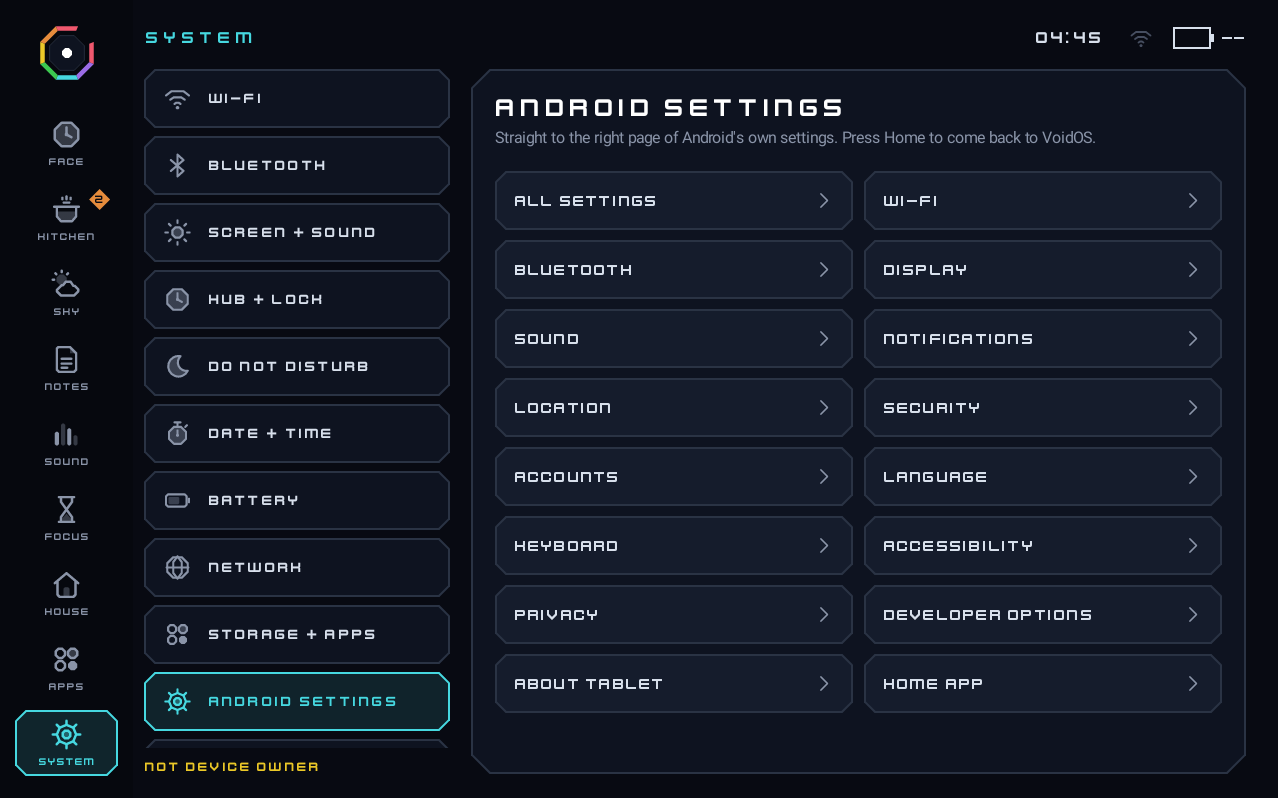 SYSTEM
04:45
--
FACE
2
KITCHEN
SKY
NOTES
SOUND
FOCUS
HOUSE
APPS
SYSTEM
WI-FI
BLUETOOTH
SCREEN + SOUND
HUB + LOCK
DO NOT DISTURB
DATE + TIME
BATTERY
NETWORK
STORAGE + APPS
ANDROID SETTINGS
NOT DEVICE OWNER
ANDROID SETTINGS
Straight to the right page of Android's own settings. Press Home to come back to VoidOS.
ALL SETTINGS
WI-FI
BLUETOOTH
DISPLAY
SOUND
NOTIFICATIONS
LOCATION
SECURITY
ACCOUNTS
LANGUAGE
KEYBOARD
ACCESSIBILITY
PRIVACY
DEVELOPER OPTIONS
ABOUT TABLET
HOME APP